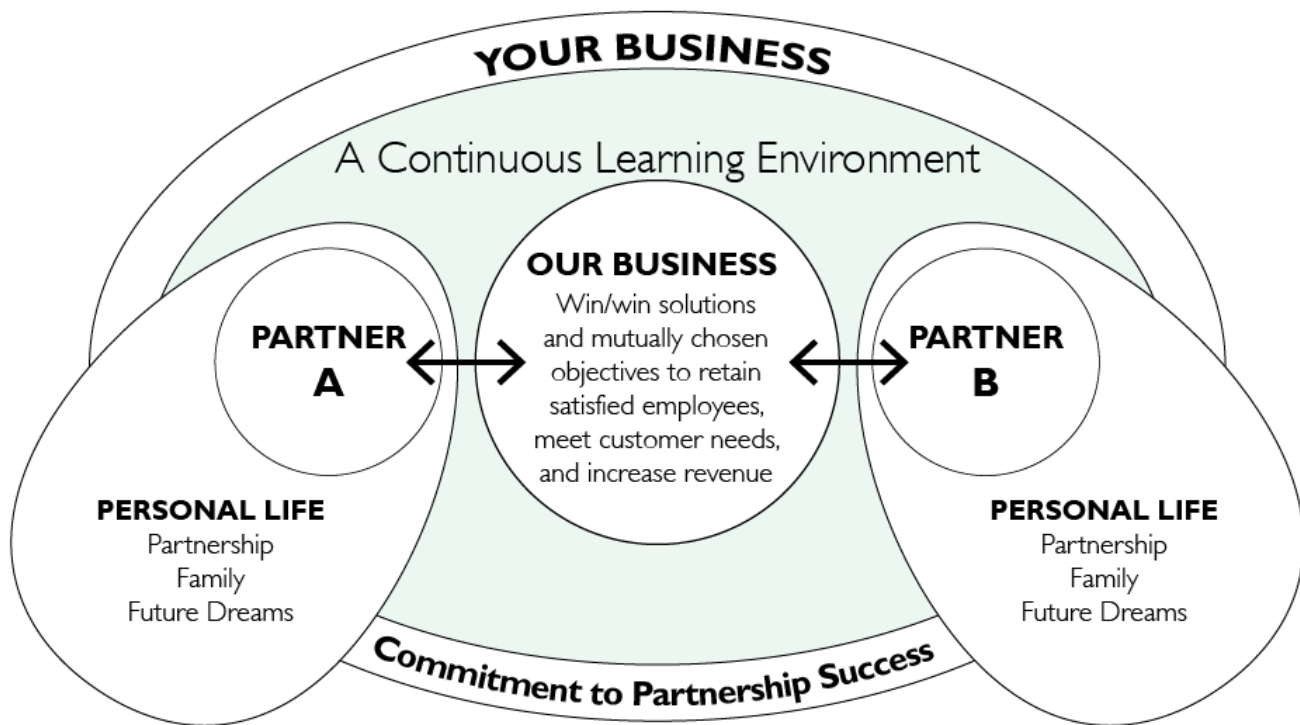 YOUR BUSINESS
A Continuous Learning Environment
PARTNER
A
OUR BUSINESS
Win/win solutions
and mutually chosen
objectives to retain
satisfied employees,
meet customer needs,
and increase revenue
PARTNER
B
PERSONAL LIFE
Partnership
Family
Future Dreams
PERSONAL LIFE
Partnership
Family
Future Dreams
Commitment to Partnership Success